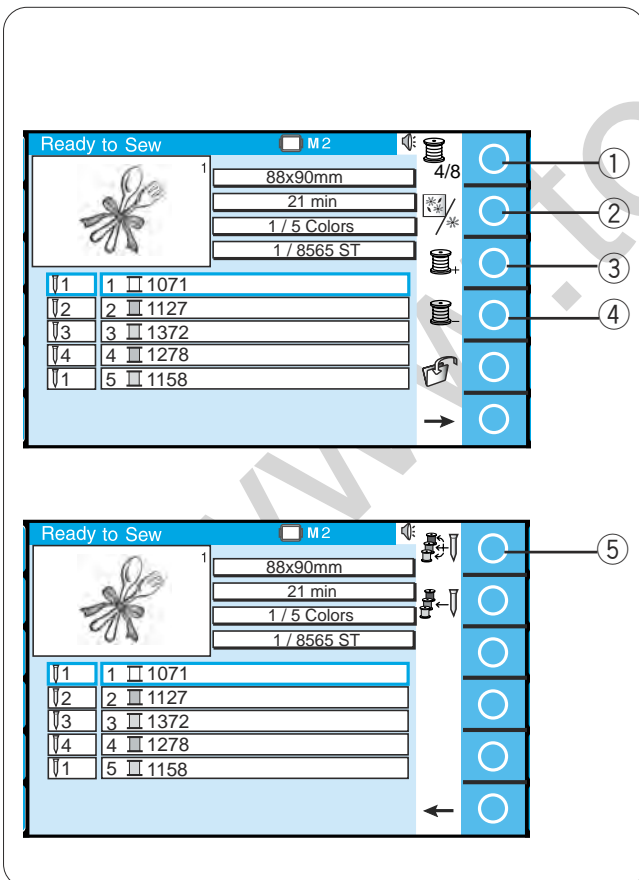 Ready to Sew M 2
1
88x90mm
21 min
1 / 5 Colors
1 / 8565 ST
4/8
+
–
1 1 1071
2 2 1127
3 3 1372
4 4 1278
1 5 1158
→
1
2
3
4
Ready to Sew M 2
1
88x90mm
21 min
1 / 5 Colors
1 / 8565 ST
1 1 1071
2 2 1127
3 3 1372
4 4 1278
1 5 1158
←
5